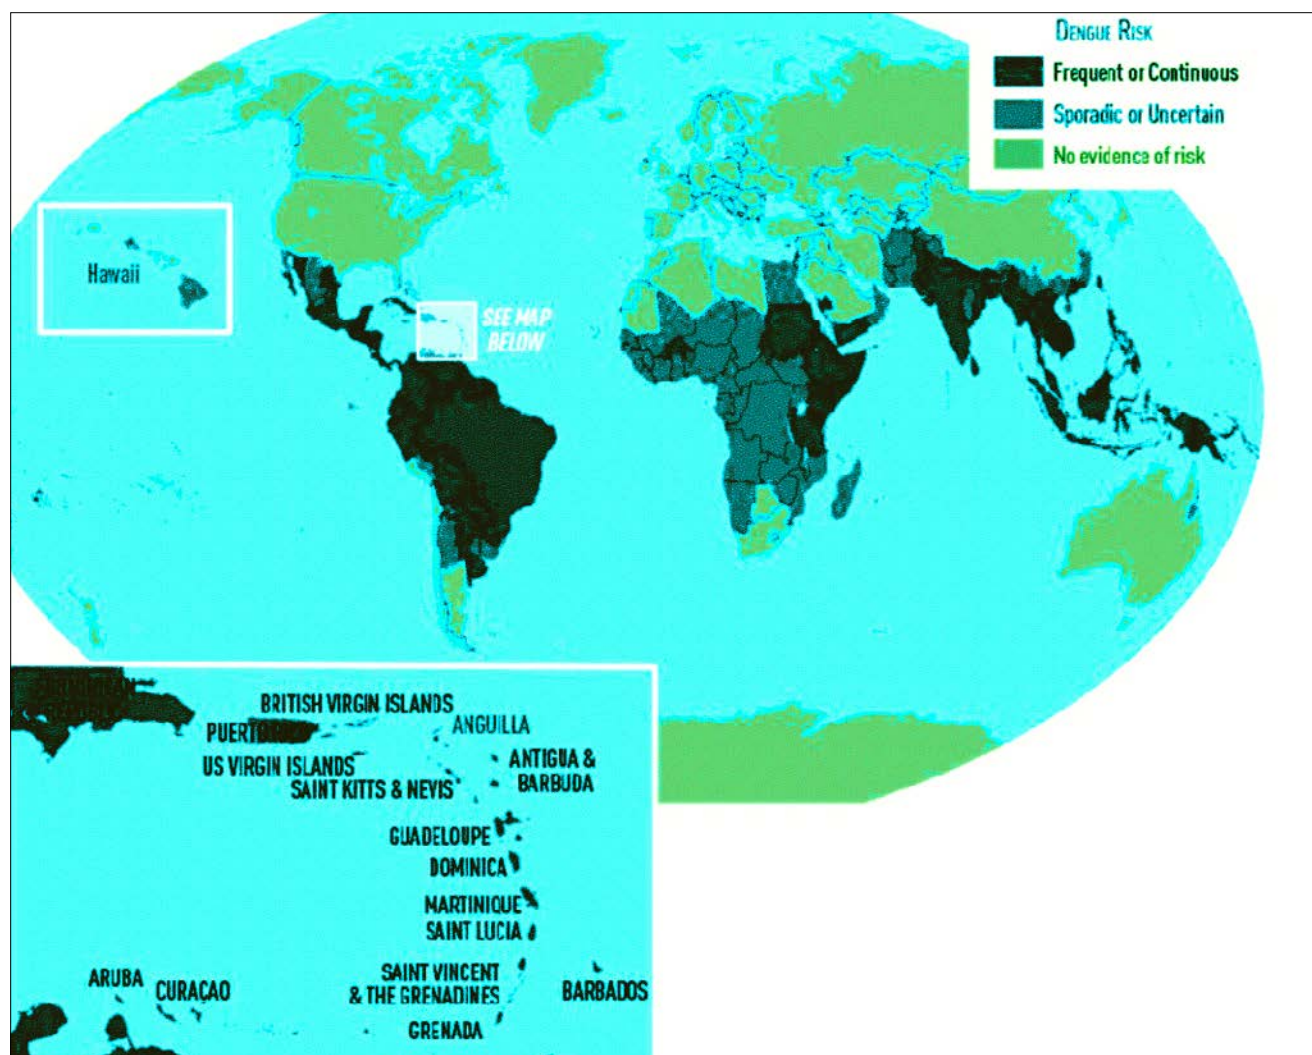 DENGUE RISK
Frequent or Continuous
Sporadic or Uncertain
No evidence of risk
Hawaii
SEE MAP
BELOW
BRITISH VIRGIN ISLANDS
ANGUILLA
PUERTO
US VIRGIN ISLANDS
ANTIGUA &
BARBUDA
SAINT KITTS & NEVIS
GUADELOUPE
DOMINICA
MARTINIQUE
SAINT LUCIA
SAINT VINCENT
& THE GRENADINES
BARBADOS
ARUBA
CURAÇAO
GRENADA